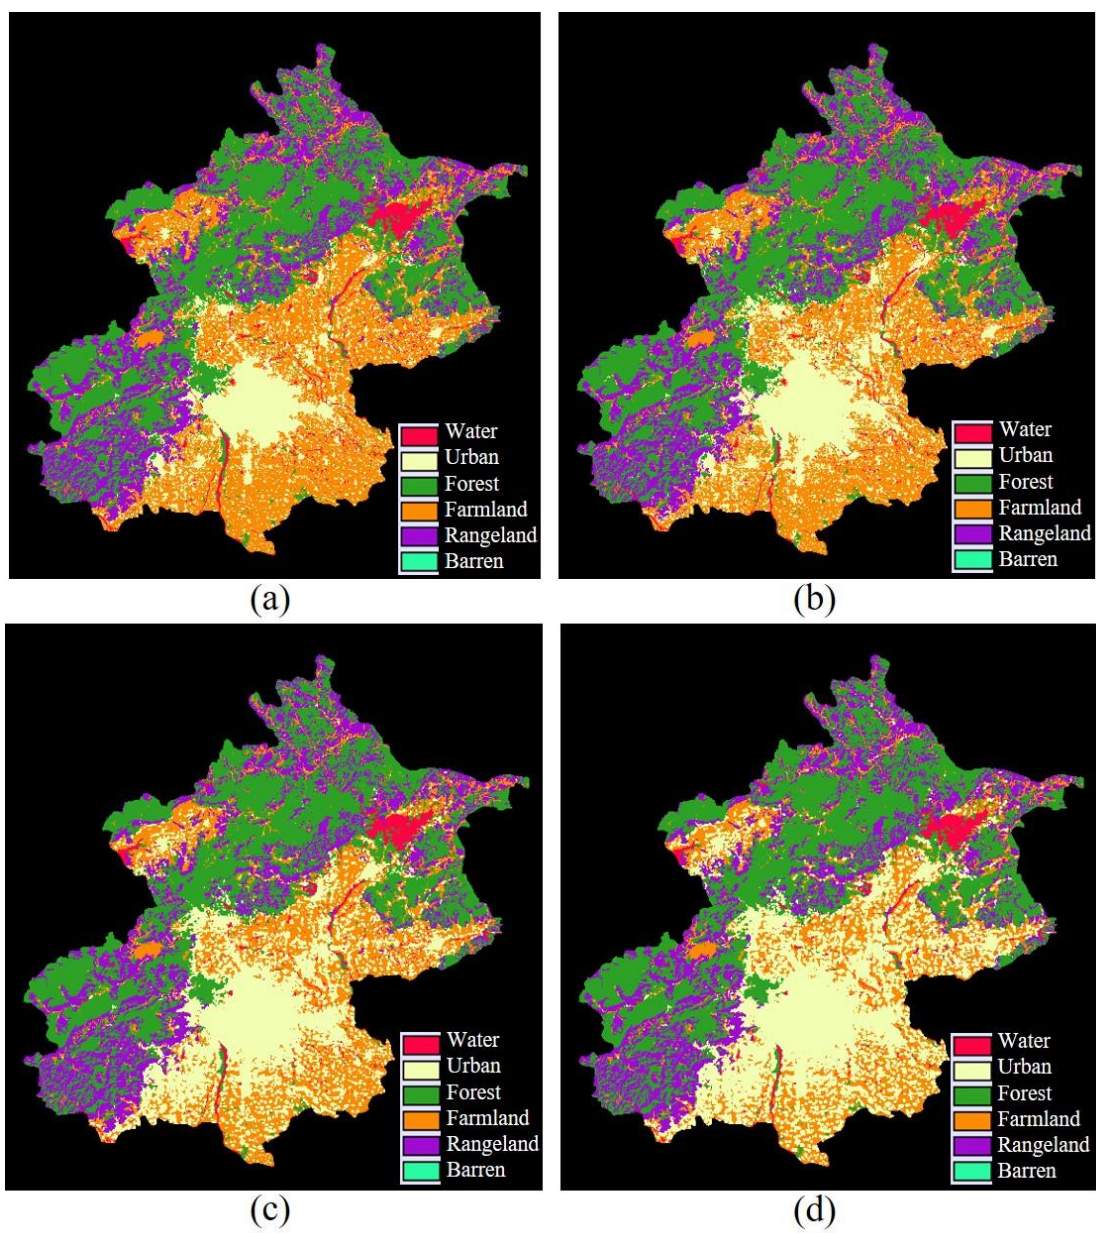 Water
Urban
Forest
Farmland
Rangeland
Barren
(a)
Water
Urban
Forest
Farmland
Rangeland
Barren
(b)
Water
Urban
Forest
Farmland
Rangeland
Barren
(c)
Water
Urban
Forest
Farmland
Rangeland
Barren
(d)